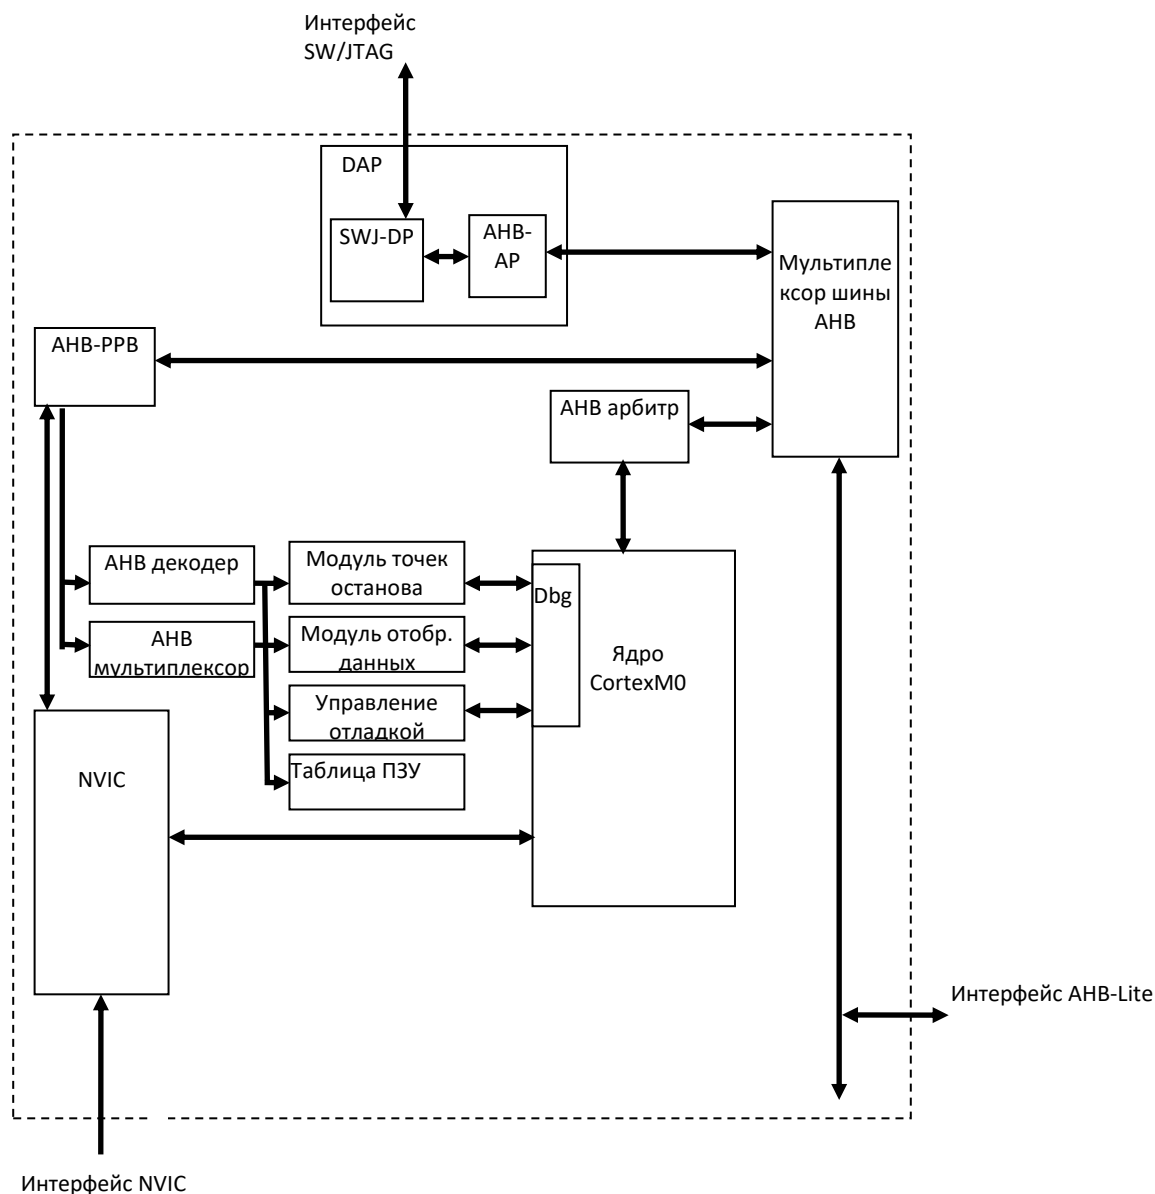 Интерфейс
SW/JTAG
DAP
SWJ-DP
AHB-
AP
Мультипле
ксор шины
AHB
AHB-PPB
AHB арбитр
AHB декодер
Модуль точек
останова
Dbg
AHB
мультиплексор
Модуль отобр.
данных
Ядро
CortexM0
Управление
отладкой
NVIC
Таблица ПЗУ
Интерфейс AHB-Lite
Интерфейс NVIC